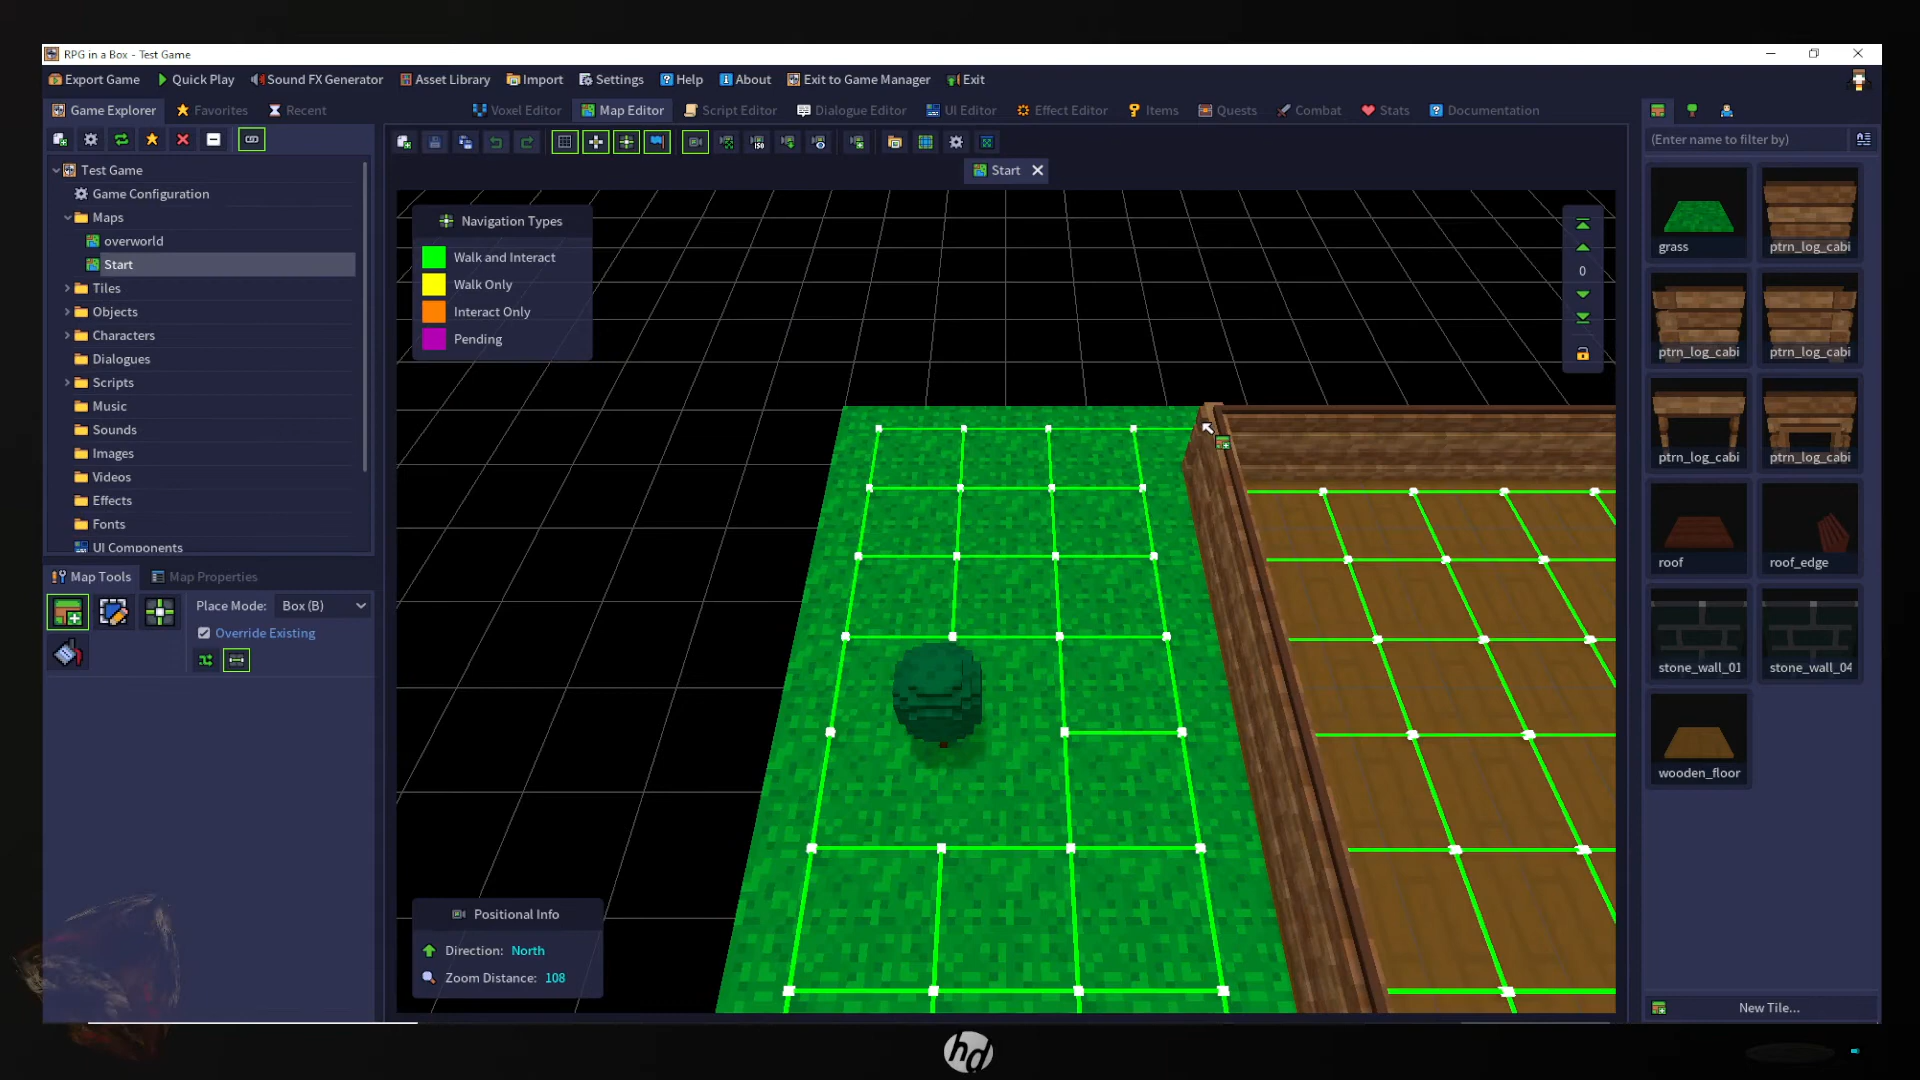 RPG in a Box - Test Game
Export Game Quick Play Sound FX Generator Asset Library Import Settings Help About Exit to Game Manager Exit
Game Explorer Favorites Recent Voxel Editor Map Editor Script Editor Dialogue Editor UI Editor Effect Editor Items Quests Combat Stats Documentation
(Enter name to filter by)
Start
Test Game
Game Configuration
Maps
overworld
Start
Tiles
Objects
Characters
Dialogues
Scripts
Music
Sounds
Images
Videos
Effects
Fonts
UI Components
Map Tools Map Properties
Place Mode: Box (B)
Override Existing
Navigation Types
Walk and Interact
Walk Only
Interact Only
Pending
0
Positional Info
Direction: North
Zoom Distance: 108
grass ptrn_log_cabi
ptrn_log_cabi ptrn_log_cabi
ptrn_log_cabi ptrn_log_cabi
roof roof_edge
stone_wall_01 stone_wall_04
wooden_floor
New Tile...
hp